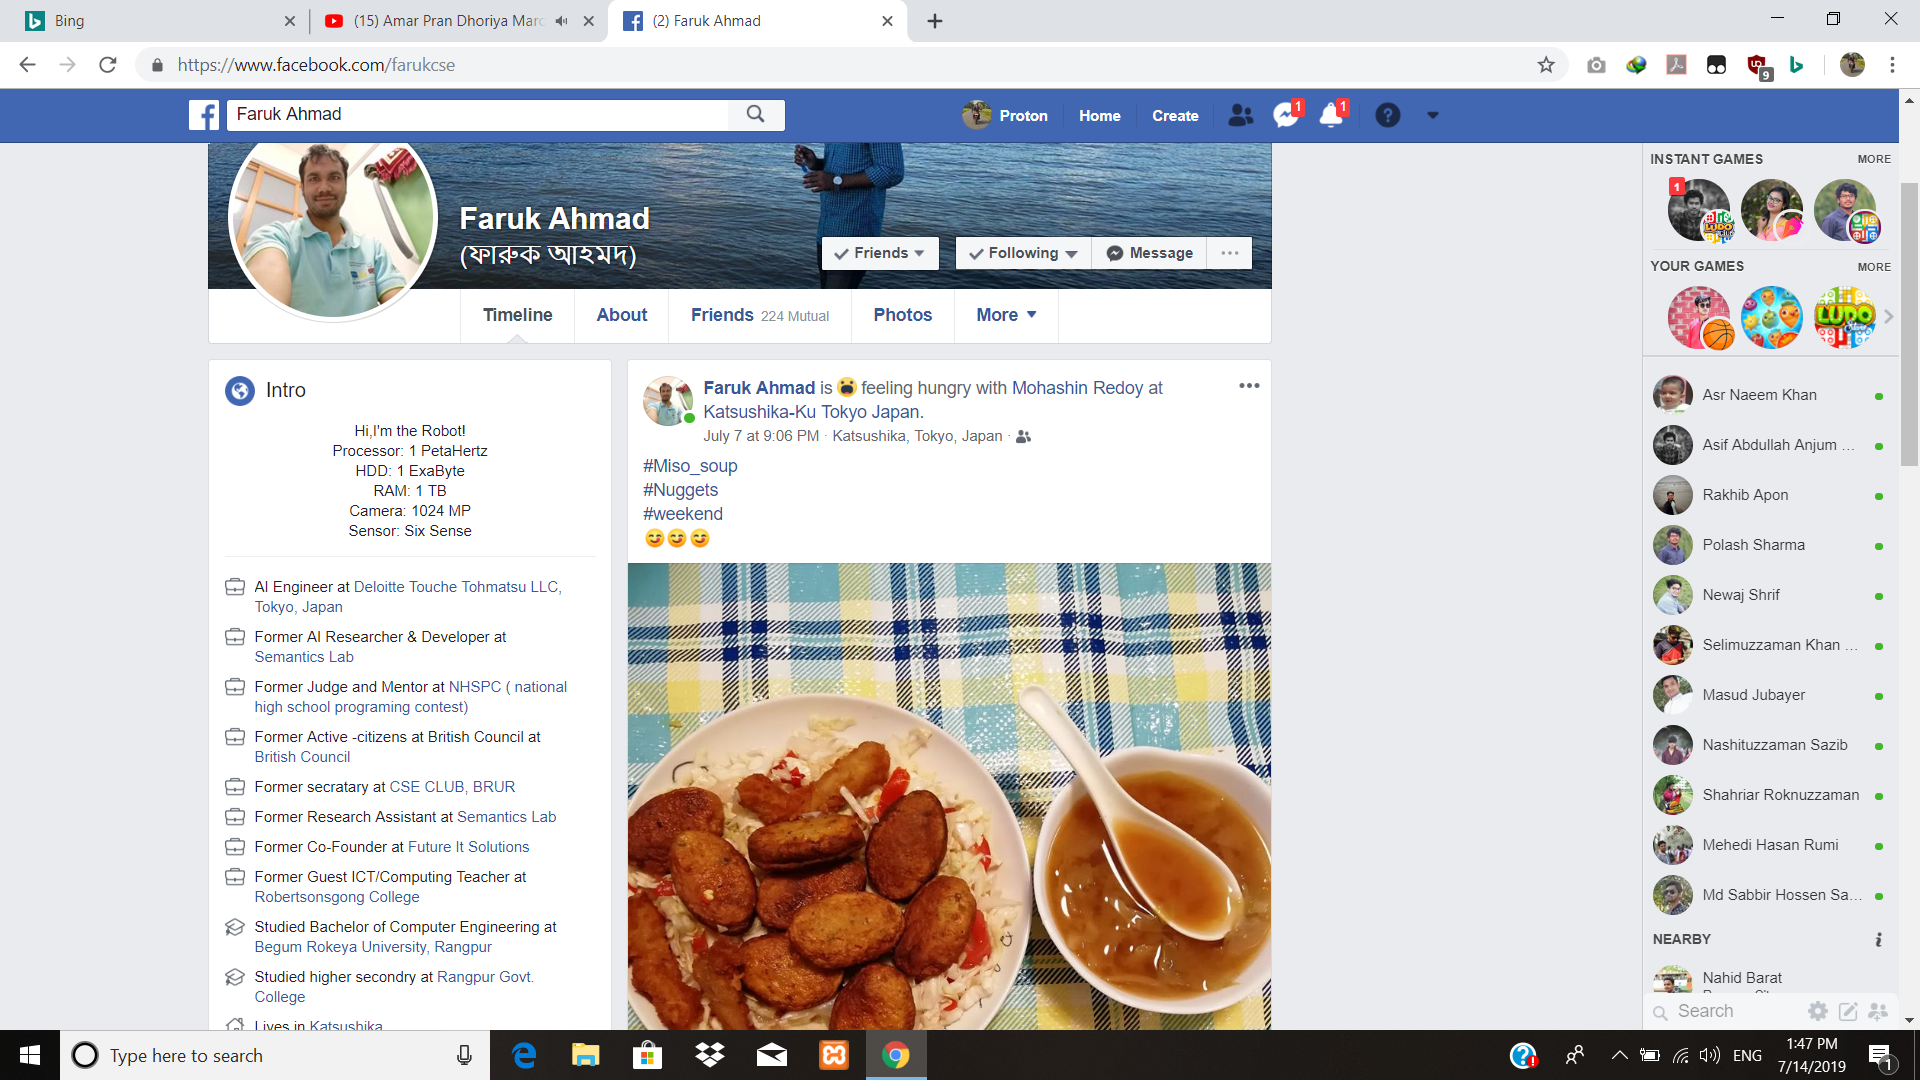 Bing
(15) Amar Pran Dhoriya Marc
(2) Faruk Ahmad
https://www.facebook.com/farukcse
9
Faruk Ahmad
Proton
Home
Create
1
1
Faruk Ahmad
(ফারুক আহমদ)
Friends
Following
Message
Timeline
About
Friends 224 Mutual
Photos
More
Intro
Hi,I'm the Robot!
Processor: 1 PetaHertz
HDD: 1 ExaByte
RAM: 1 TB
Camera: 1024 MP
Sensor: Six Sense
AI Engineer at Deloitte Touche Tohmatsu LLC,
Tokyo, Japan
Former AI Researcher & Developer at
Semantics Lab
Former Judge and Mentor at NHSPC ( national
high school programing contest)
Former Active -citizens at British Council at
British Council
Former secratary at CSE CLUB, BRUR
Former Research Assistant at Semantics Lab
Former Co-Founder at Future It Solutions
Former Guest ICT/Computing Teacher at
Robertsonsgong College
Studied Bachelor of Computer Engineering at
Begum Rokeya University, Rangpur
Studied higher secondry at Rangpur Govt.
College
Lives in Katsushika
Faruk Ahmad is feeling hungry with Mohashin Redoy at
Katsushika-Ku Tokyo Japan.
July 7 at 9:06 PM · Katsushika, Tokyo, Japan ·
#Miso_soup
#Nuggets
#weekend
INSTANT GAMES
MORE
1
LUDO
YOUR GAMES
MORE
LUDO
Asr Naeem Khan
Asif Abdullah Anjum ...
Rakhib Apon
Polash Sharma
Newaj Shrif
Selimuzzaman Khan ...
Masud Jubayer
Nashituzzaman Sazib
Shahriar Roknuzzaman
Mehedi Hasan Rumi
Md Sabbir Hossen Sa...
NEARBY
Nahid Barat
Search
Type here to search
ENG
1:47 PM
7/14/2019
1